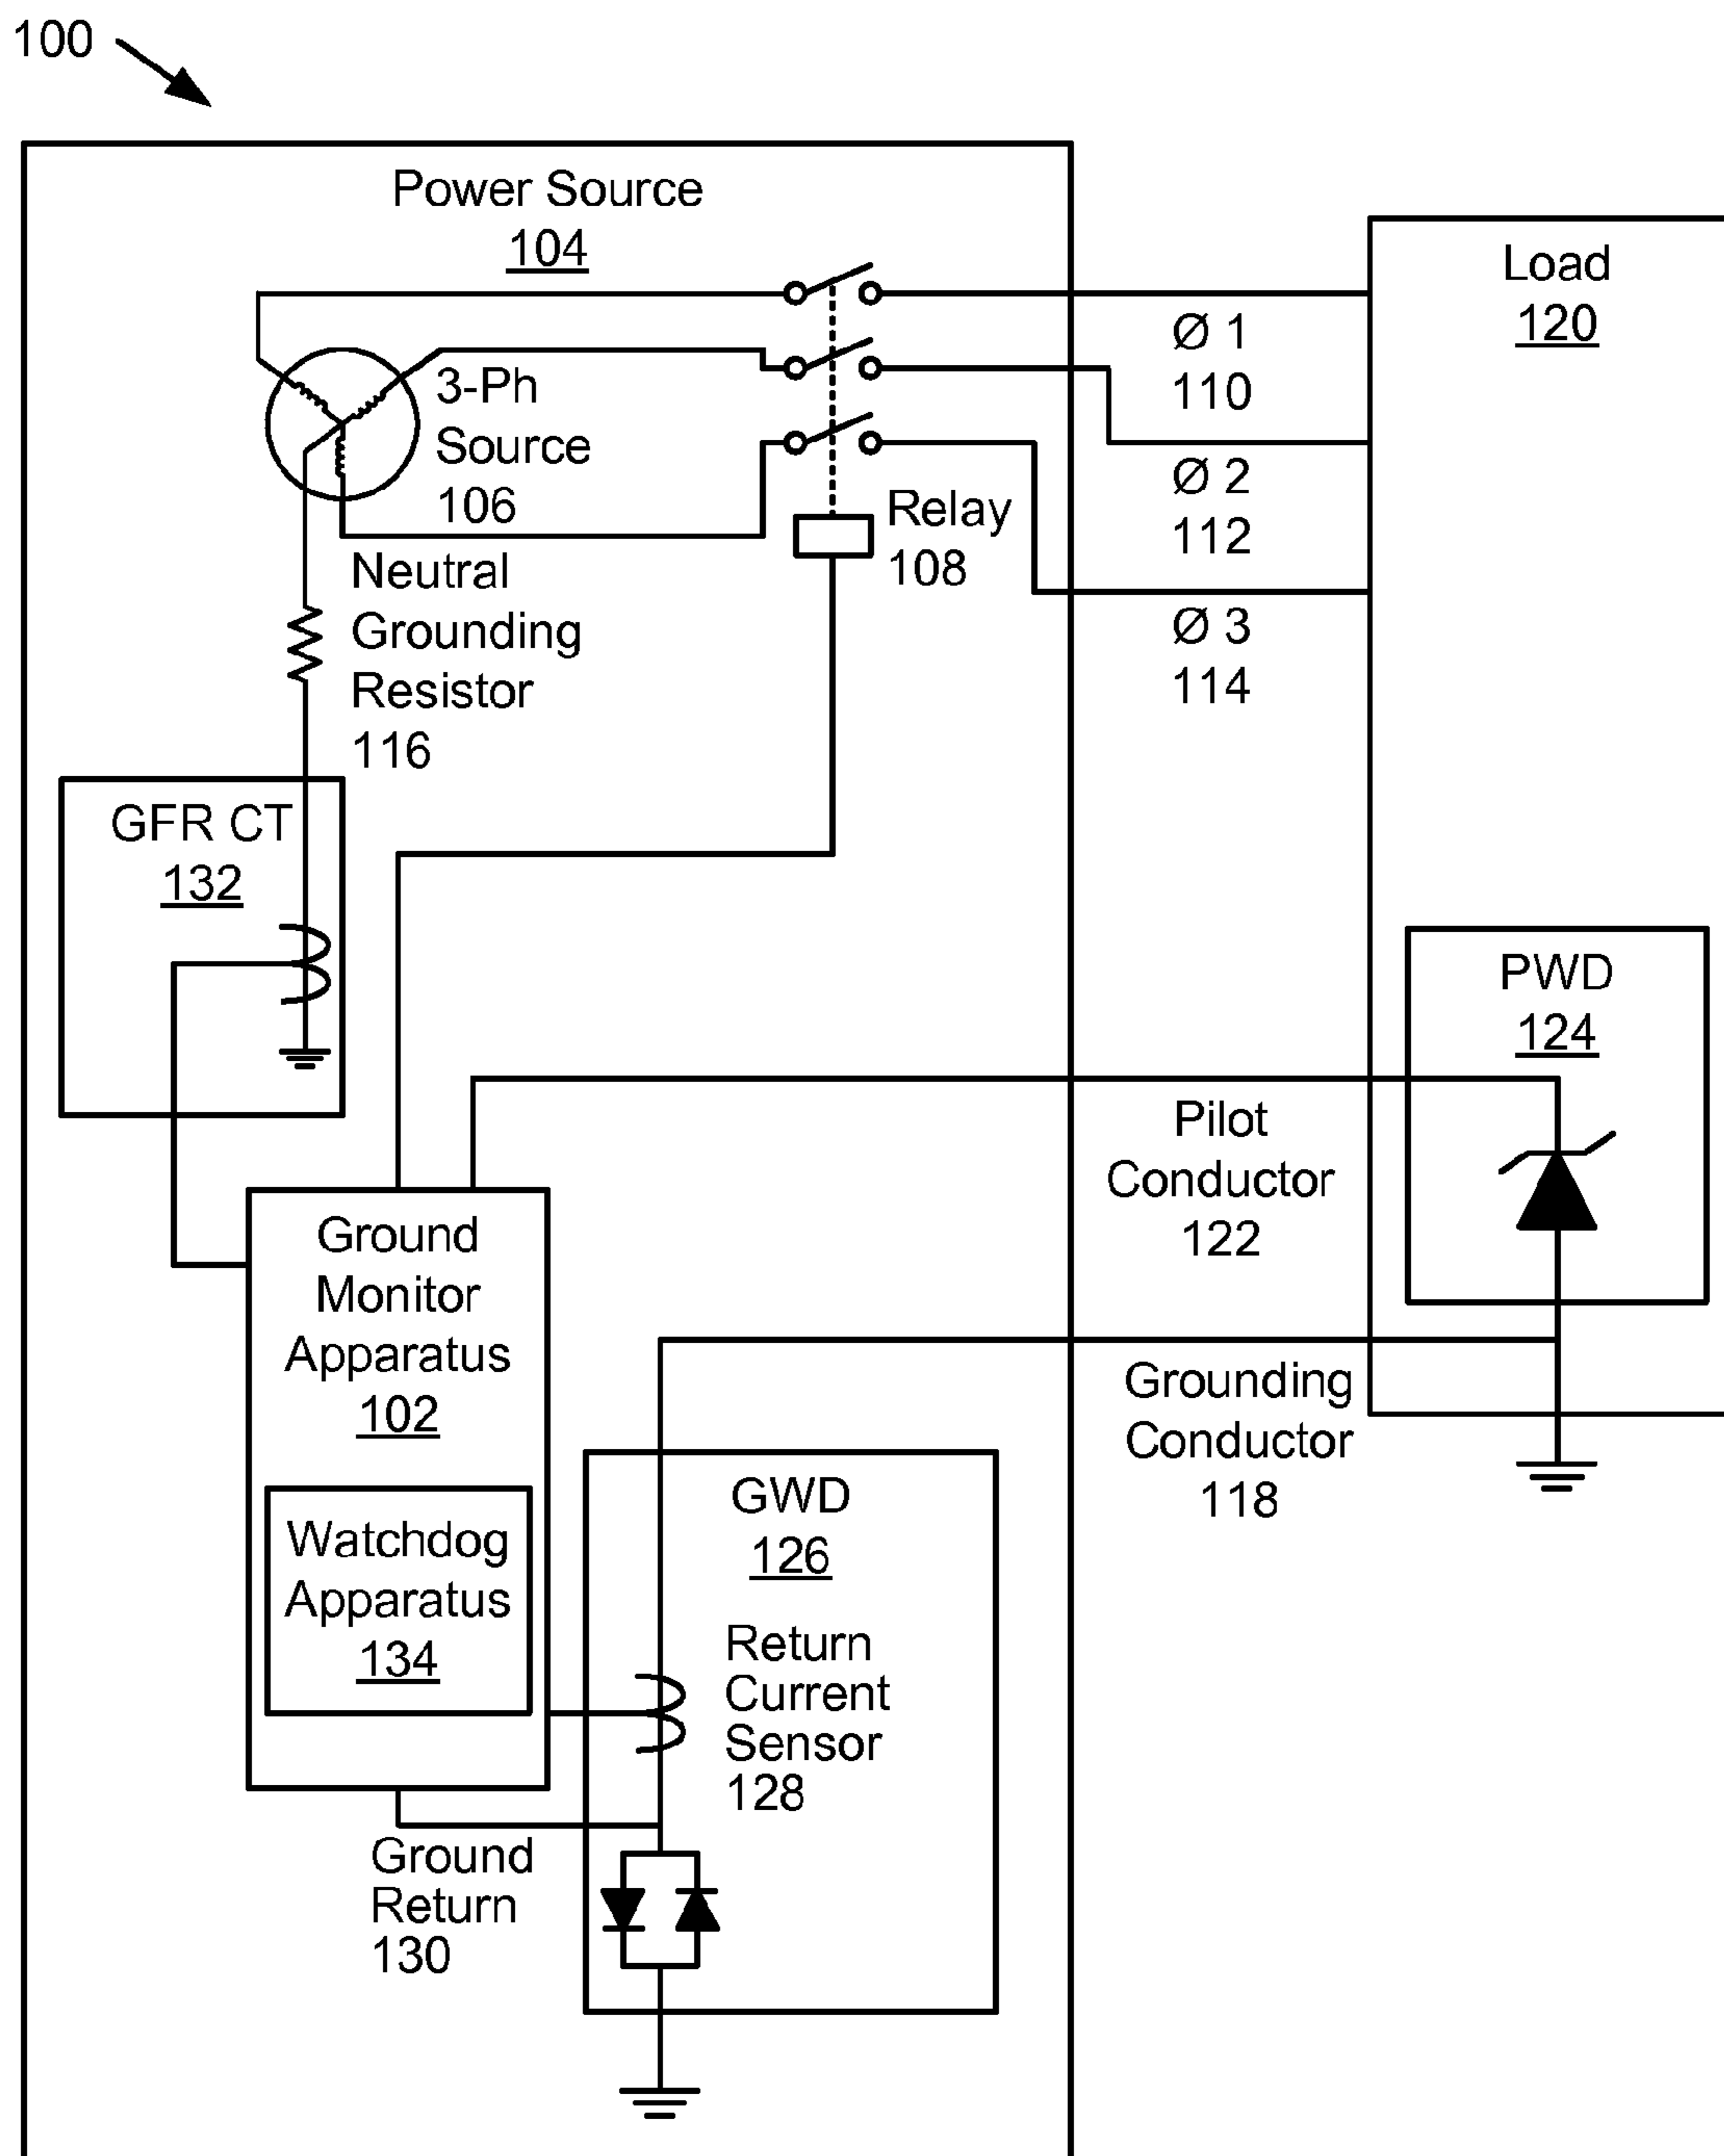 100
Power Source
104
Load
120
Ø 1
110
3-Ph
Source
106
Ø 2
112
Relay
108
Neutral
Grounding
Resistor
116
Ø 3
114
GFR CT
132
PWD
124
Pilot
Conductor
122
Ground
Monitor
Apparatus
102
Grounding
Conductor
118
GWD
126
Watchdog
Apparatus
134
Return
Current
Sensor
128
Ground
Return
130